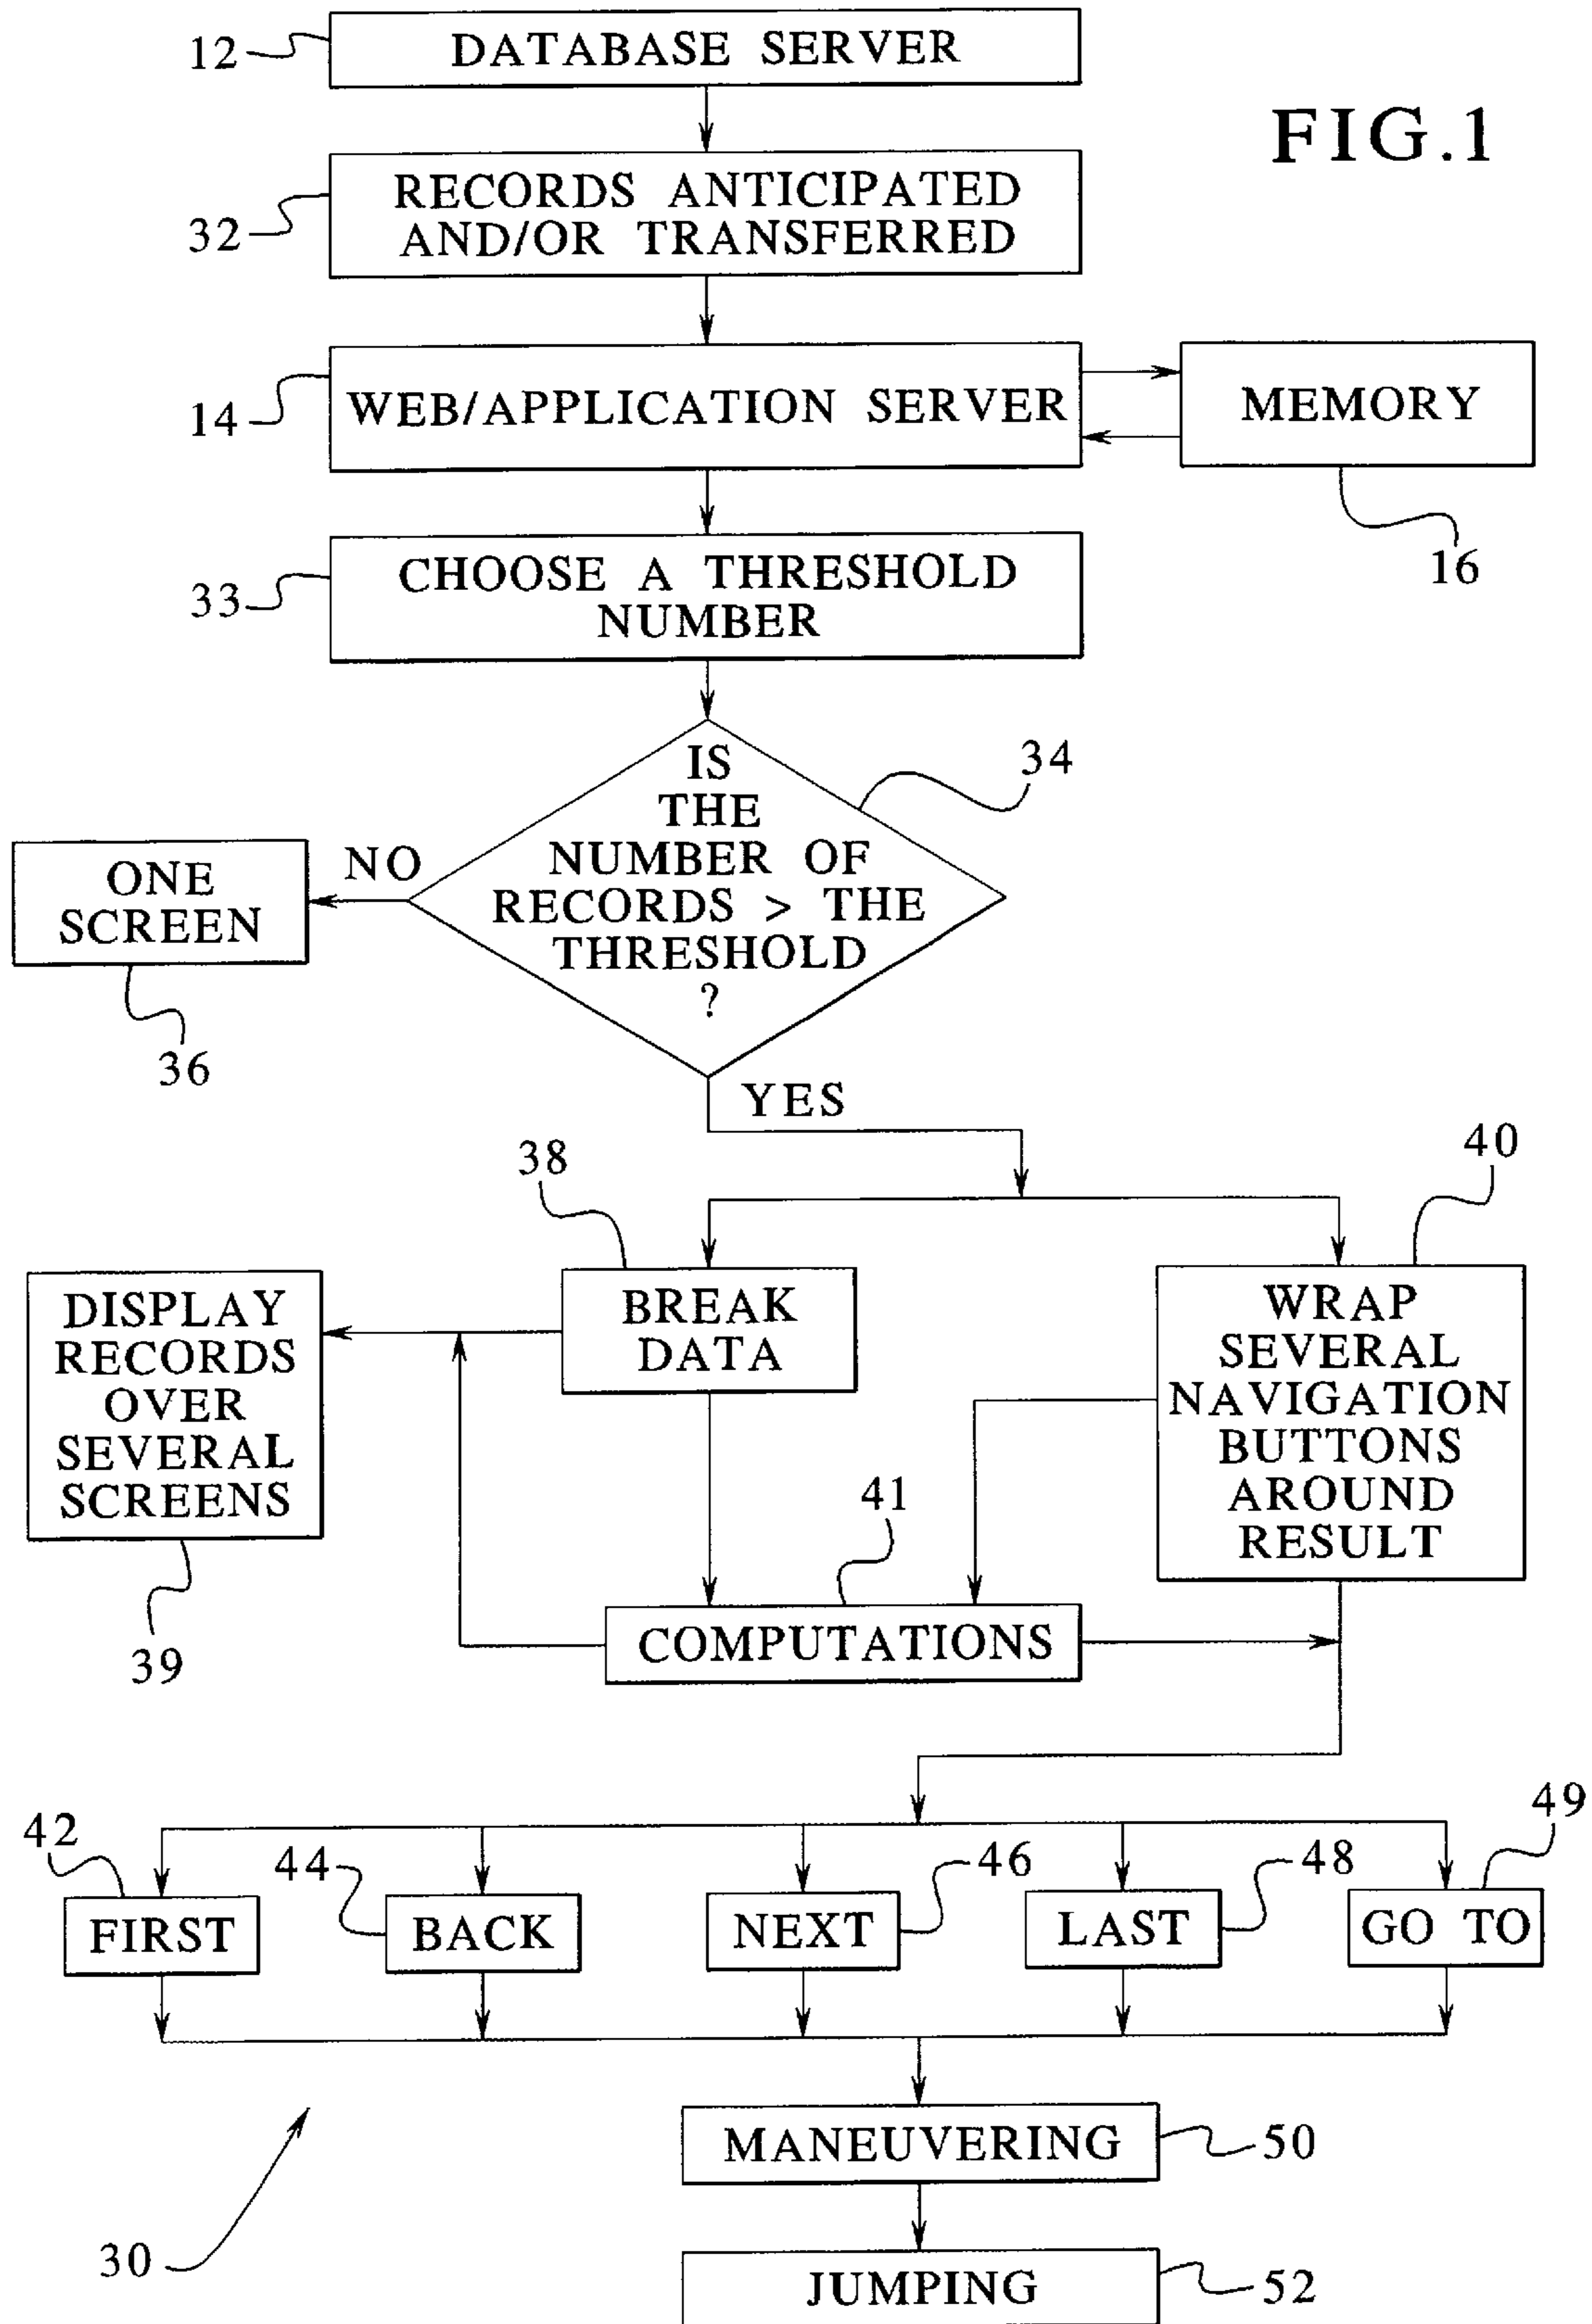 12
DATABASE SERVER
FIG.1
32
RECORDS ANTICIPATED
AND/OR TRANSFERRED
14
WEB/APPLICATION SERVER
MEMORY
16
33
CHOOSE A THRESHOLD
NUMBER
34
IS
THE
NUMBER OF
RECORDS > THE
THRESHOLD
?
NO
ONE
SCREEN
36
YES
38
40
BREAK
DATA
DISPLAY
RECORDS
OVER
SEVERAL
SCREENS
39
WRAP
SEVERAL
NAVIGATION
BUTTONS
AROUND
RESULT
41
COMPUTATIONS
42
FIRST
44
BACK
46
NEXT
48
LAST
49
GO TO
MANEUVERING
50
30
JUMPING
52